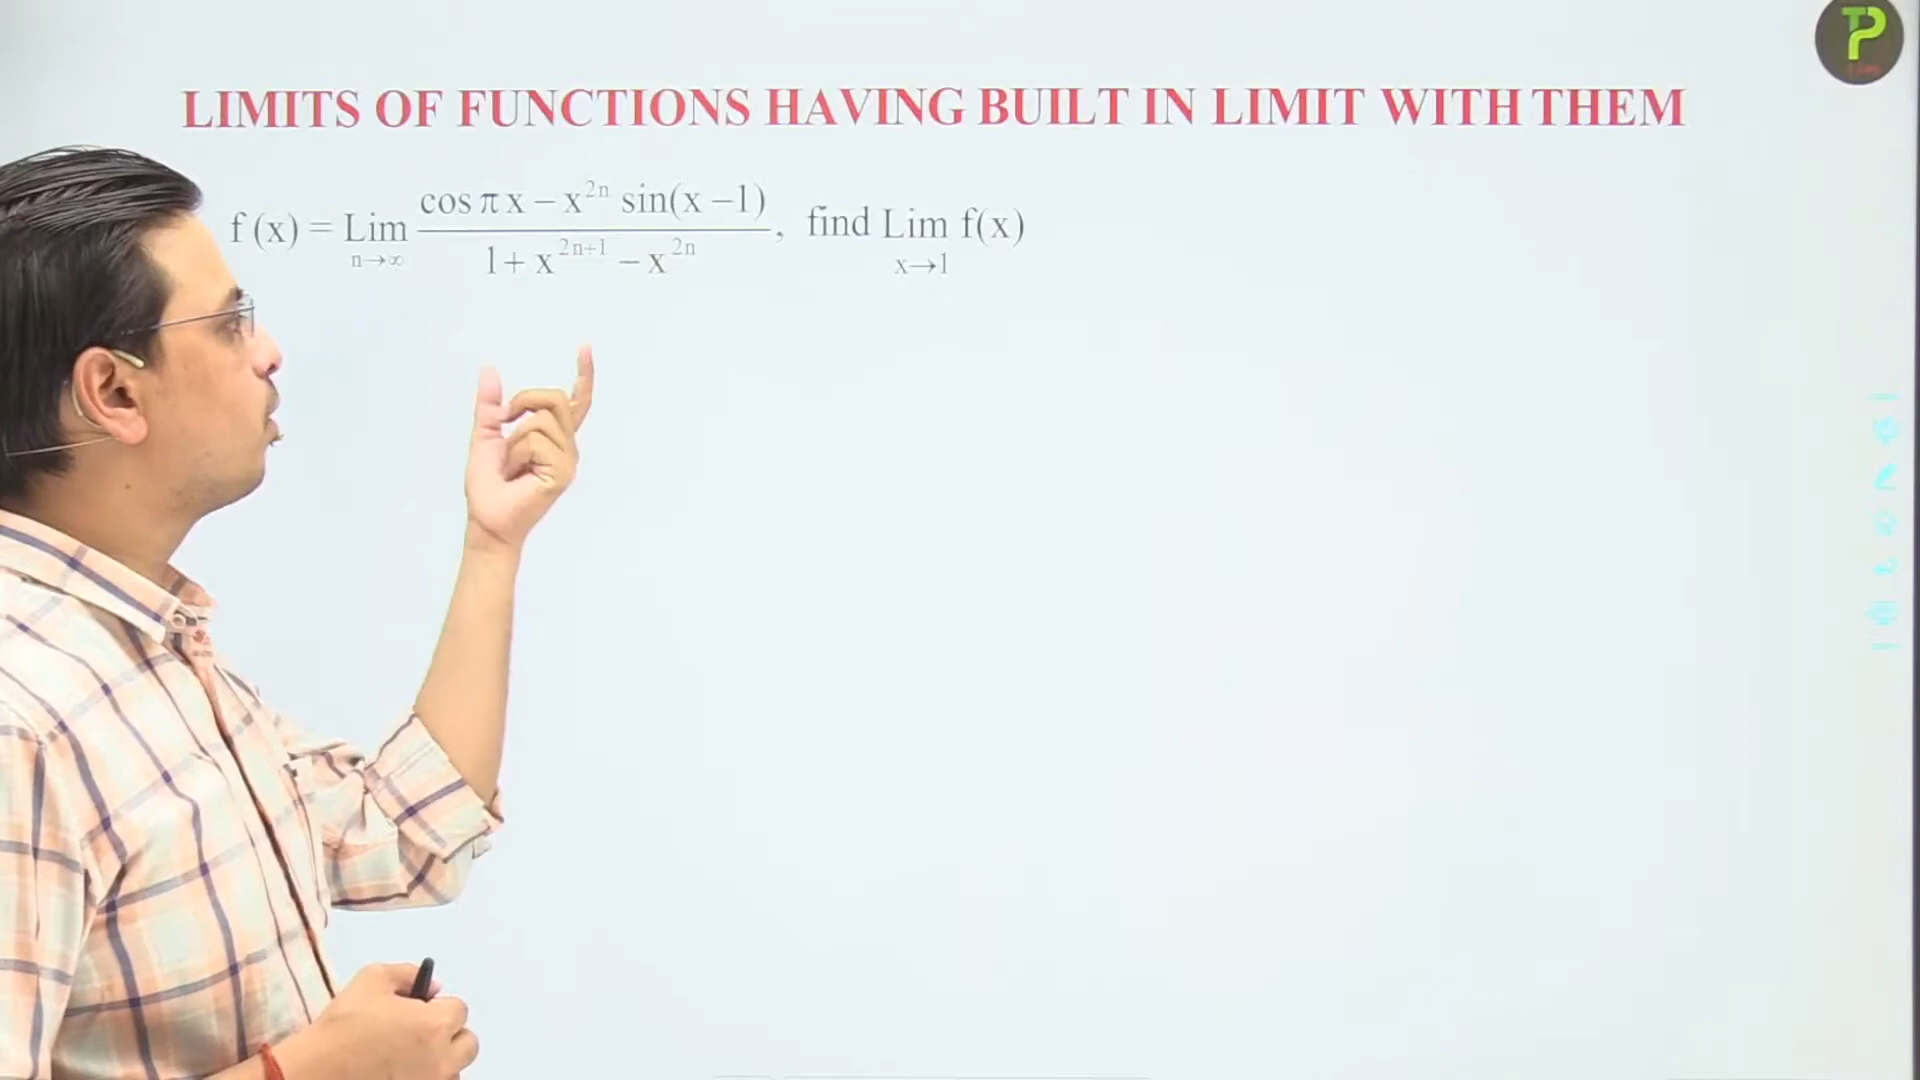 TP
LIMITS OF FUNCTIONS HAVING BUILT IN LIMIT WITH THEM
f (x) = Lim n→∞ (cos π x – x^2n sin(x –1)) / (1+ x^2n+1 – x^2n), find Lim x→1 f(x)